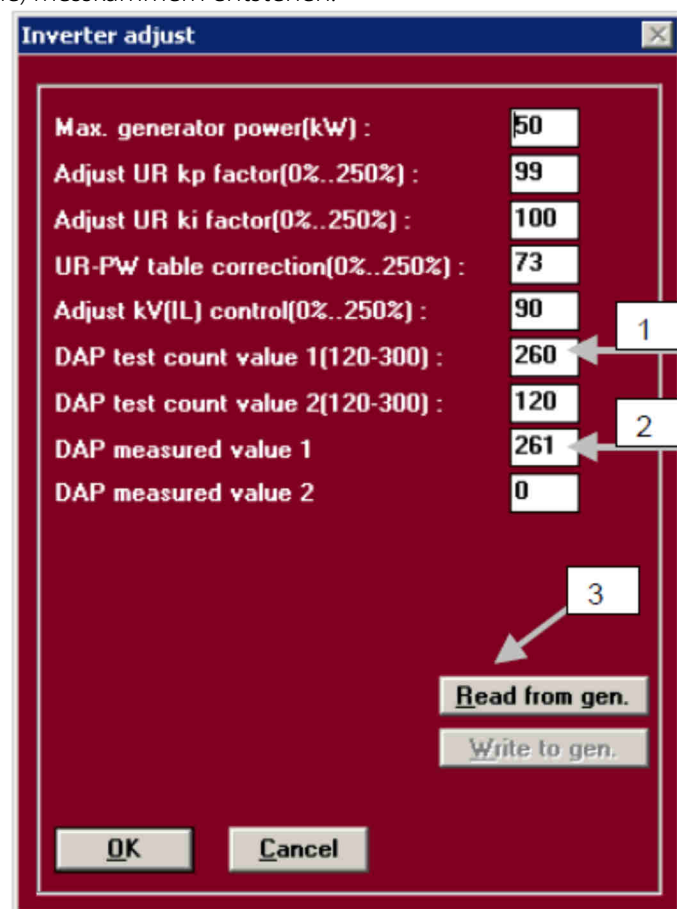 messkammern entstehen.
Inverter adjust
Max. generator power(kW) : 50
Adjust UR kp factor(0%..250%) : 99
Adjust UR ki factor(0%..250%) : 100
UR-PW table correction(0%..250%) : 73
Adjust kV(IL) control(0%..250%) : 90
1
DAP test count value 1(120-300) : 260
DAP test count value 2(120-300) : 120
2
DAP measured value 1 261
DAP measured value 2 0
3
Read from gen.
Write to gen.
OK Cancel